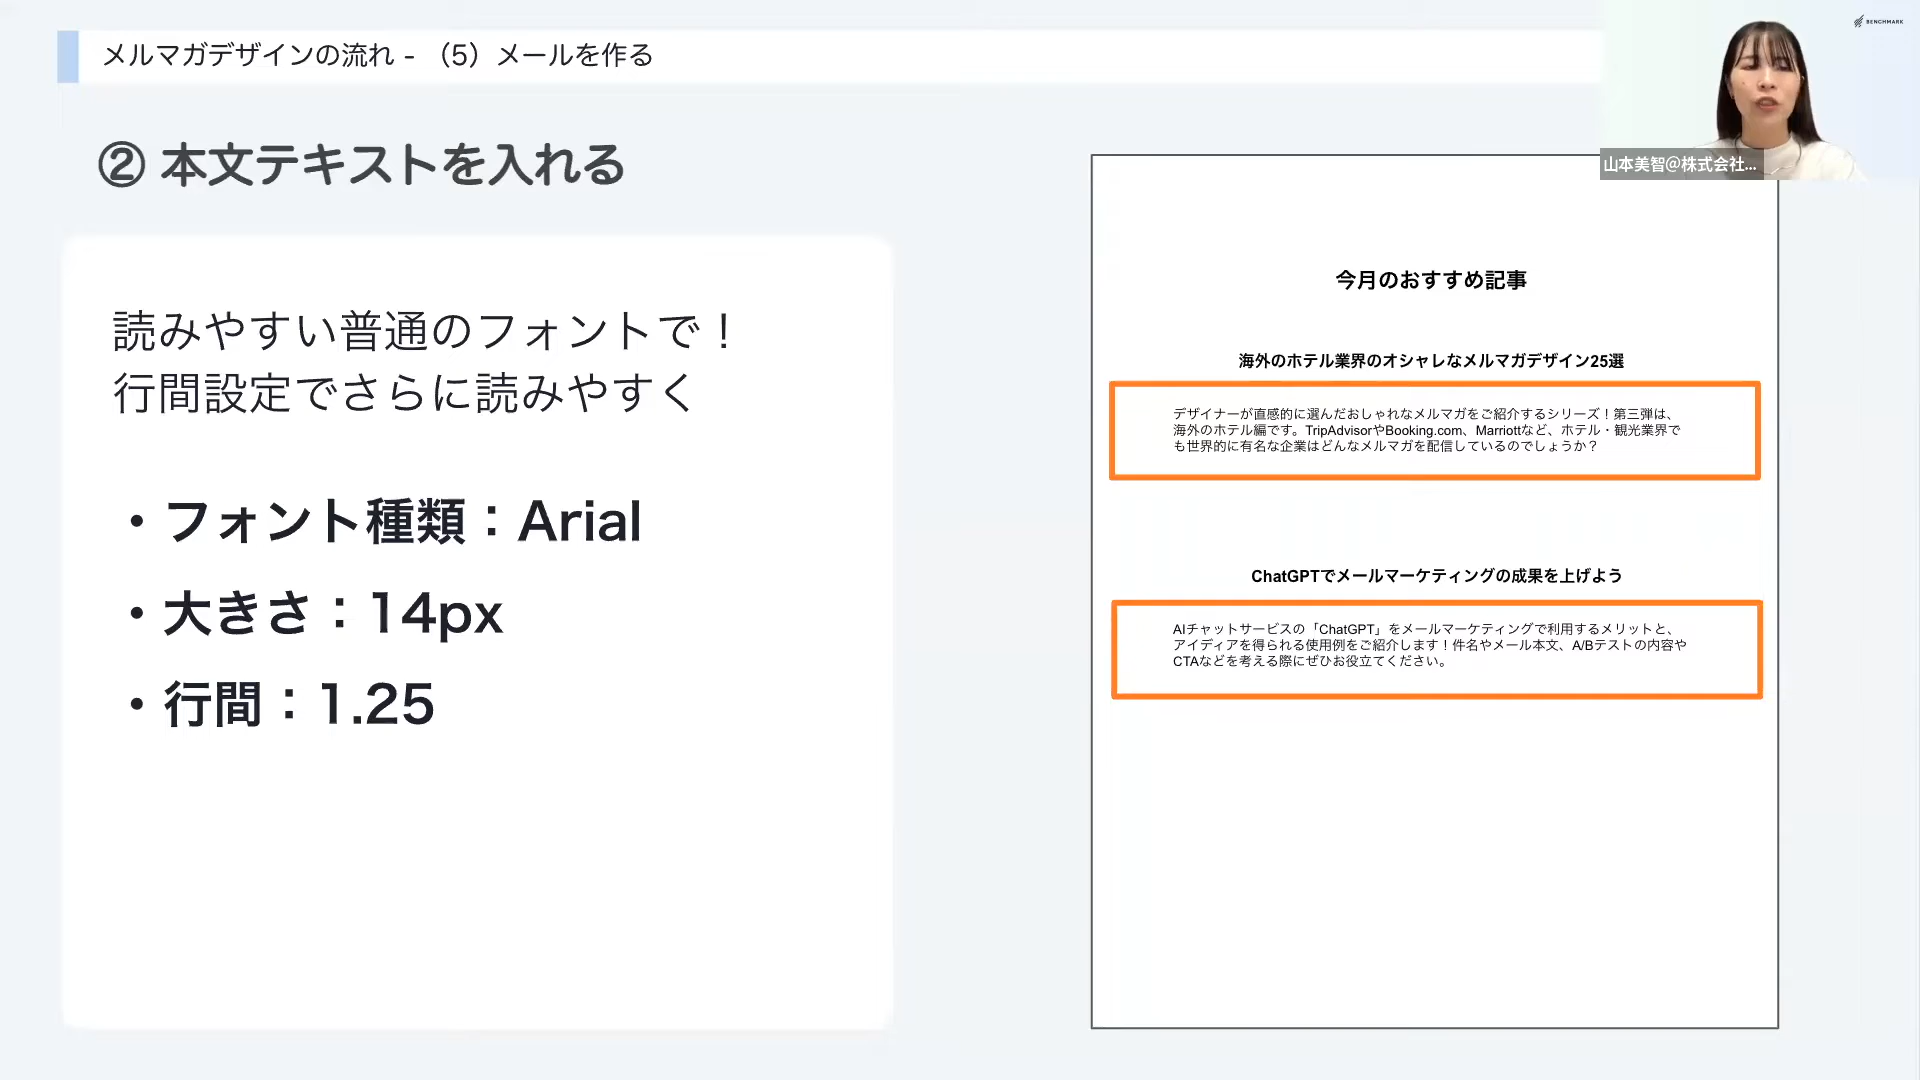 メルマガデザインの流れ - （5）メールを作る
BENCHMARK
山本美智@株式会社...
② 本文テキストを入れる
読みやすい普通のフォントで！
行間設定でさらに読みやすく
・フォント種類：Arial
・大きさ：14px
・行間：1.25
今月のおすすめ記事
海外のホテル業界のオシャレなメルマガデザイン25選
デザイナーが直感的に選んだおしゃれなメルマガをご紹介するシリーズ！第三弾は、
海外のホテル編です。TripAdvisorやBooking.com、Marriottなど、ホテル・観光業界で
も世界的に有名な企業はどんなメルマガを配信しているのでしょうか？
ChatGPTでメールマーケティングの成果を上げよう
AIチャットサービスの「ChatGPT」をメールマーケティングで利用するメリットと、
アイディアを得られる使用例をご紹介します！件名やメール本文、A/Bテストの内容や
CTAなどを考える際にぜひお役立てください。